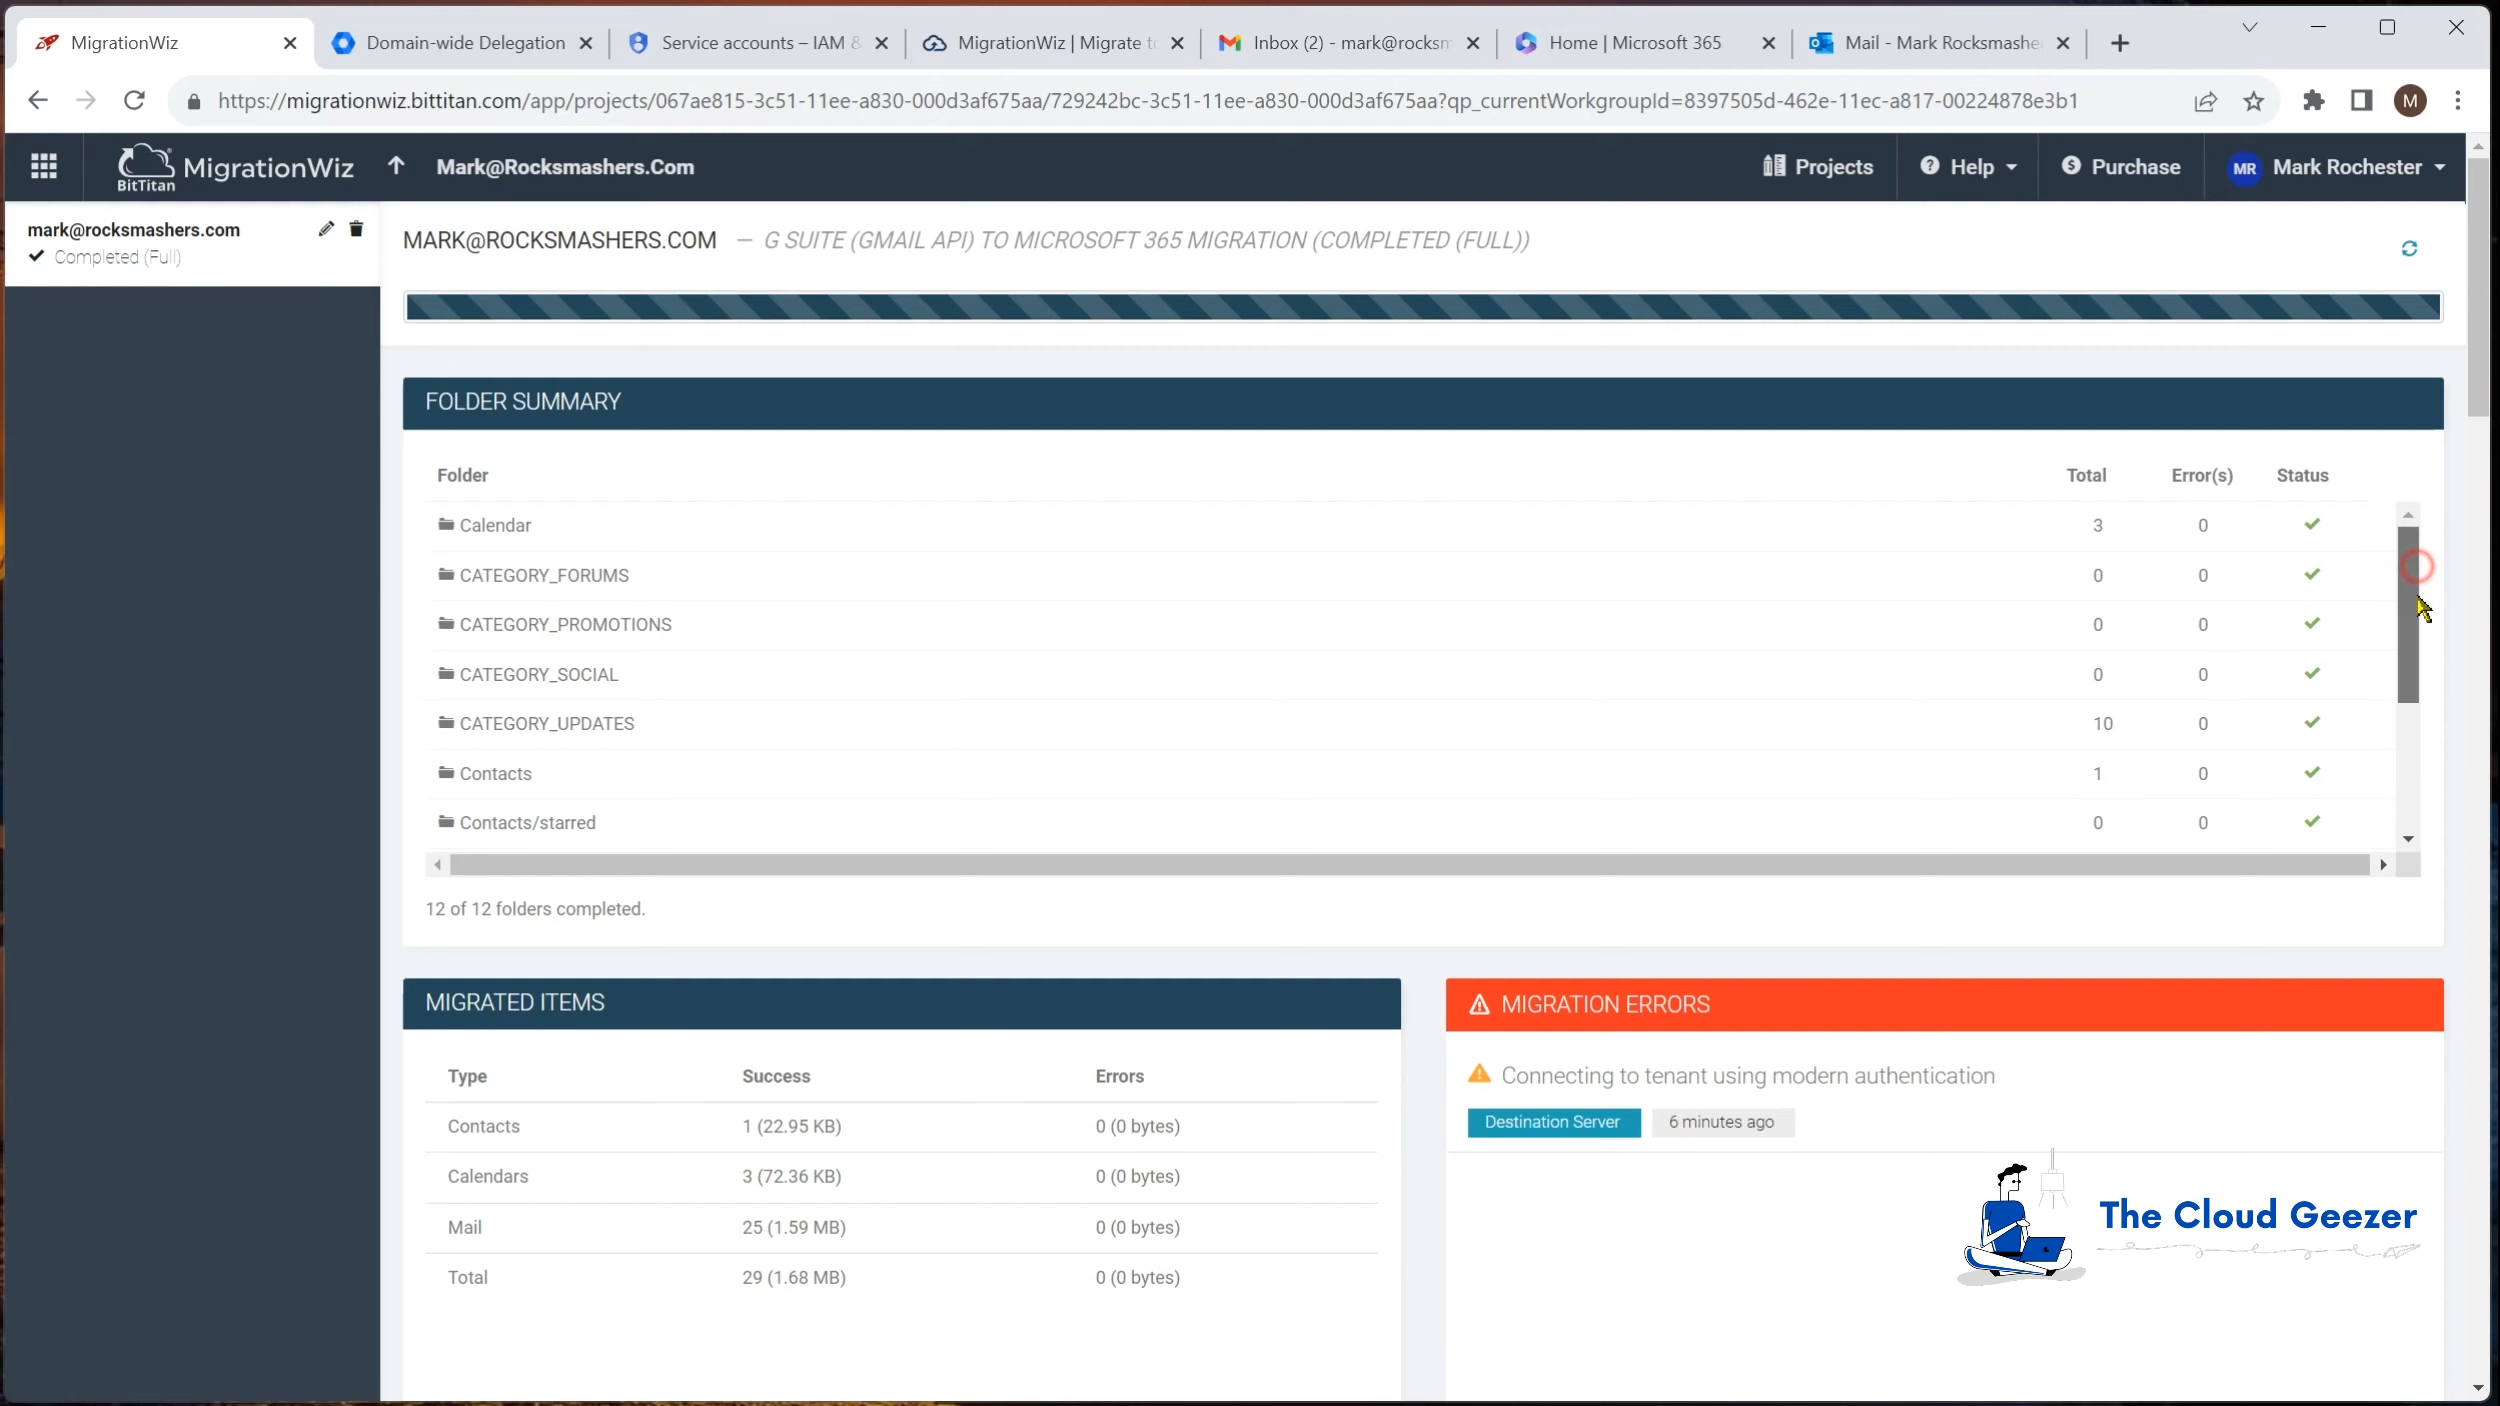 MigrationWiz
Domain-wide Delegation
Service accounts – IAM &
MigrationWiz | Migrate to
Inbox (2) - mark@rocksm
Home | Microsoft 365
Mail - Mark Rocksmashe
https://migrationwiz.bittitan.com/app/projects/067ae815-3c51-11ee-a830-000d3af675aa/729242bc-3c51-11ee-a830-000d3af675aa?qp_currentWorkgroupId=8397505d-462e-11ec-a817-00224878e3b1
M
BitTitan MigrationWiz
Mark@Rocksmashers.Com
Projects
Help
Purchase
MR Mark Rochester
mark@rocksmashers.com
Completed (Full)
MARK@ROCKSMASHERS.COM — G SUITE (GMAIL API) TO MICROSOFT 365 MIGRATION (COMPLETED (FULL))
FOLDER SUMMARY
Folder Total Error(s) Status
Calendar 3 0
CATEGORY_FORUMS 0 0
CATEGORY_PROMOTIONS 0 0
CATEGORY_SOCIAL 0 0
CATEGORY_UPDATES 10 0
Contacts 1 0
Contacts/starred 0 0
12 of 12 folders completed.
MIGRATED ITEMS
Type Success Errors
Contacts 1 (22.95 KB) 0 (0 bytes)
Calendars 3 (72.36 KB) 0 (0 bytes)
Mail 25 (1.59 MB) 0 (0 bytes)
Total 29 (1.68 MB) 0 (0 bytes)
MIGRATION ERRORS
Connecting to tenant using modern authentication
Destination Server 6 minutes ago
The Cloud Geezer